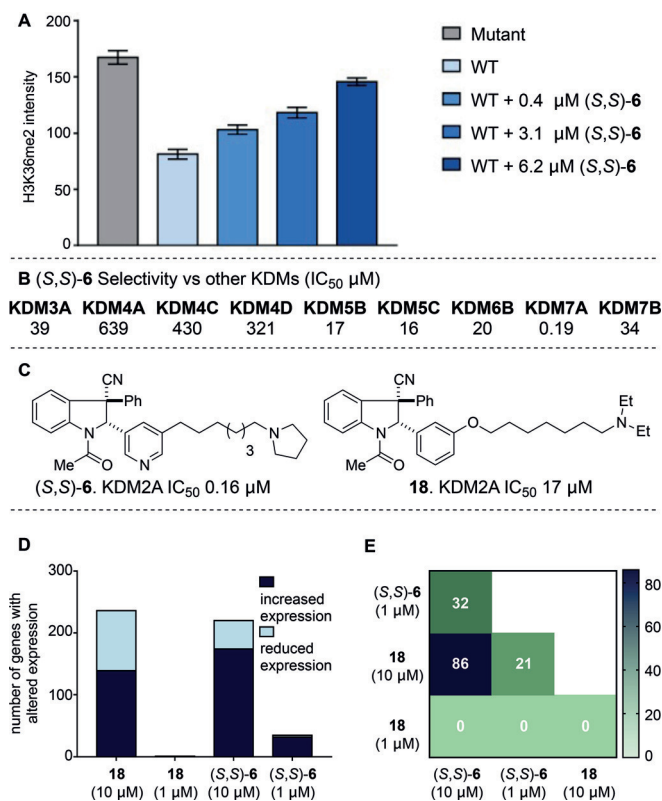 A
200
150
100
50
0
H3K36me2 intensity
Mutant
WT
WT + 0.4 µM (S,S)-6
WT + 3.1 µM (S,S)-6
WT + 6.2 µM (S,S)-6
B (S,S)-6 Selectivity vs other KDMs (IC50 µM)
KDM3A KDM4A KDM4C KDM4D KDM5B KDM5C KDM6B KDM7A KDM7B
39 639 430 321 17 16 20 0.19 34
C
CN
Ph
N
Me
O
N
3
N
(S,S)-6. KDM2A IC50 0.16 µM
CN
Ph
N
Me
O
O
Et
N
Et
18. KDM2A IC50 17 µM
D
300
200
100
0
number of genes with
altered expression
increased
expression
reduced
expression
18
(10 µM)
18
(1 µM)
(S,S)-6
(10 µM)
(S,S)-6
(1 µM)
E
(S,S)-6
(1 µM)
32
18
(10 µM)
86 21
18
(1 µM)
0 0 0
(S,S)-6
(10 µM)
(S,S)-6
(1 µM)
18
(10 µM)
80
60
40
20
0